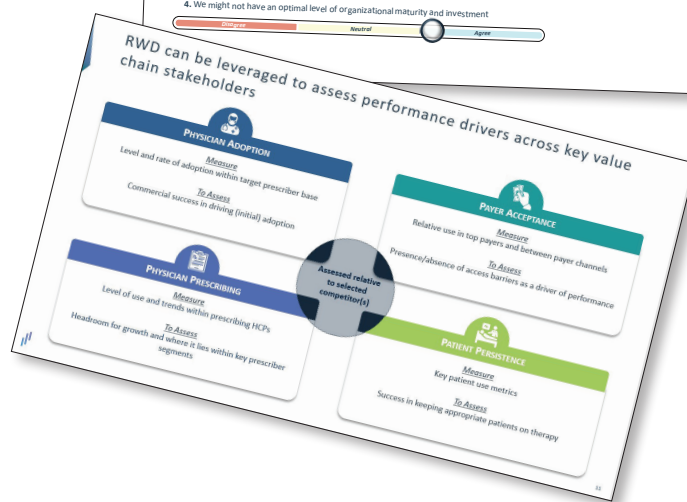 4. We might not have an optimal level of organizational maturity and investment
Disagree
Neutral
Agree
RWD can be leveraged to assess performance drivers across key value
chain stakeholders
PHYSICIAN ADOPTION
Measure
Level and rate of adoption within target prescriber base
To Assess
Commercial success in driving (initial) adoption
PAYER ACCEPTANCE
Measure
Relative use in top payers and between payer channels
To Assess
Presence/absence of access barriers as a driver of performance
Assessed relative
to selected
competitor(s)
PHYSICIAN PRESCRIBING
Measure
Level of use and trends within prescribing HCPs
To Assess
Headroom for growth and where it lies within key prescriber
segments
PATIENT PERSISTENCE
Measure
Key patient use metrics
To Assess
Success in keeping appropriate patients on therapy